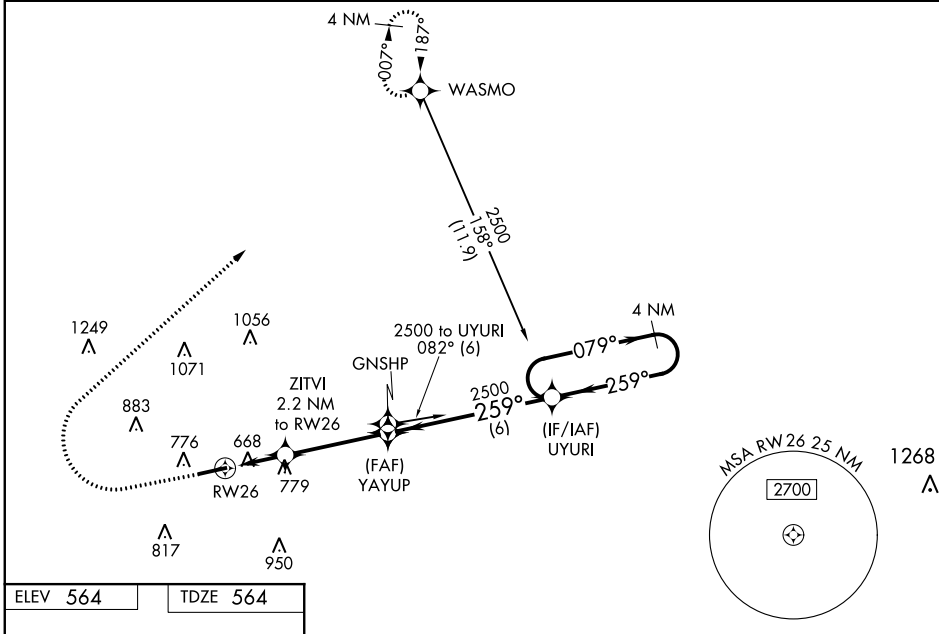 4 NM
007°
187°
WASMO
2500
158°
(11.9)
4 NM
1249
1071
1056
2500 to UYURI
082° (6)
GNSHP
079°
259°
ZITVI
2.2 NM
to RW26
2500
259°
(6)
883
(IF/IAF)
UYURI
776
668
779
(FAF)
YAYUP
RW26
MSA RW26 25 NM
2700
1268
817
950
ELEV 564
TDZE 564